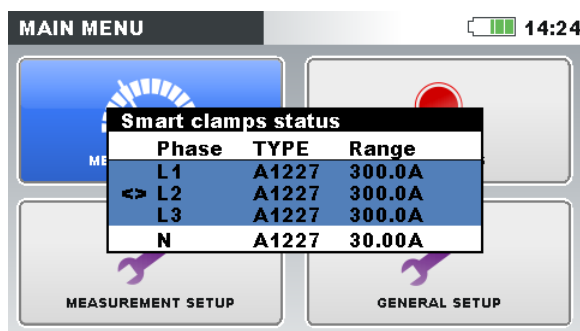 MAIN MENU 14:24
Smart clamps status
Phase TYPE Range
L1 A1227 300.0A
<> L2 A1227 300.0A
L3 A1227 300.0A
N A1227 30.00A
ME
MEASUREMENT SETUP GENERAL SETUP